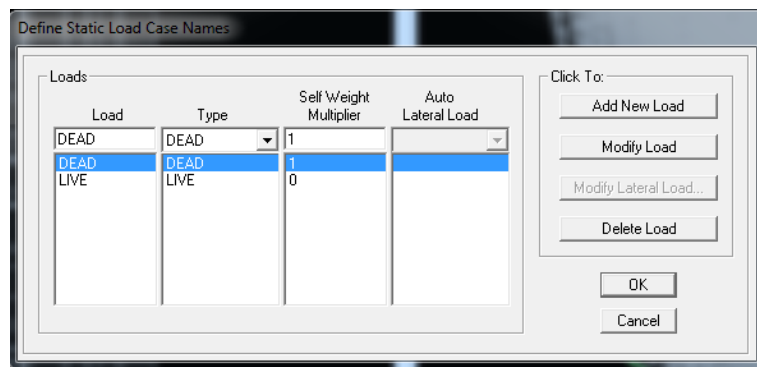 Define Static Load Case Names
Loads
Click To:
Load Type Self Weight Multiplier Auto Lateral Load
DEAD DEAD 1
DEAD DEAD 1
LIVE LIVE 0
Add New Load
Modify Load
Modify Lateral Load...
Delete Load
OK
Cancel